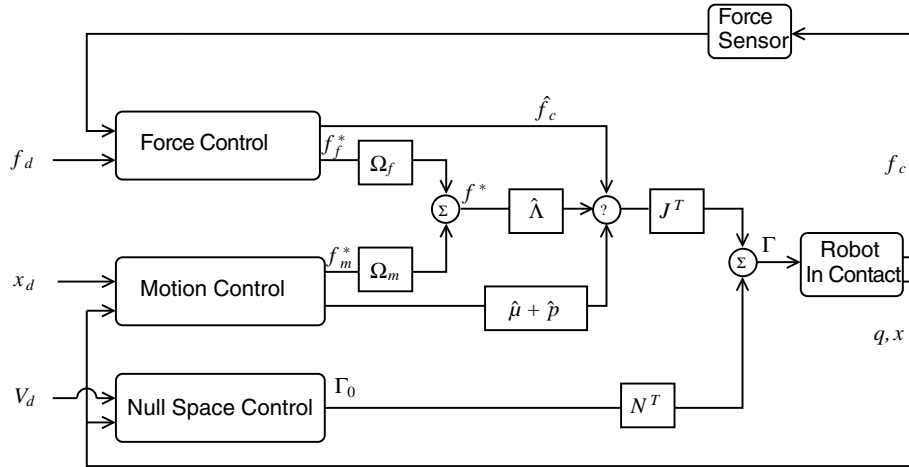 Force
Sensor
f̂_c
Force Control
f_f^*
Ω_f
f_d
f_c
f^*
Σ
Λ̂
?
J^T
Γ
Robot
In Contact
Σ
f_m^*
Ω_m
x_d
Motion Control
μ̂ + p̂
q, x
V_d
Null Space Control
Γ_0
N^T